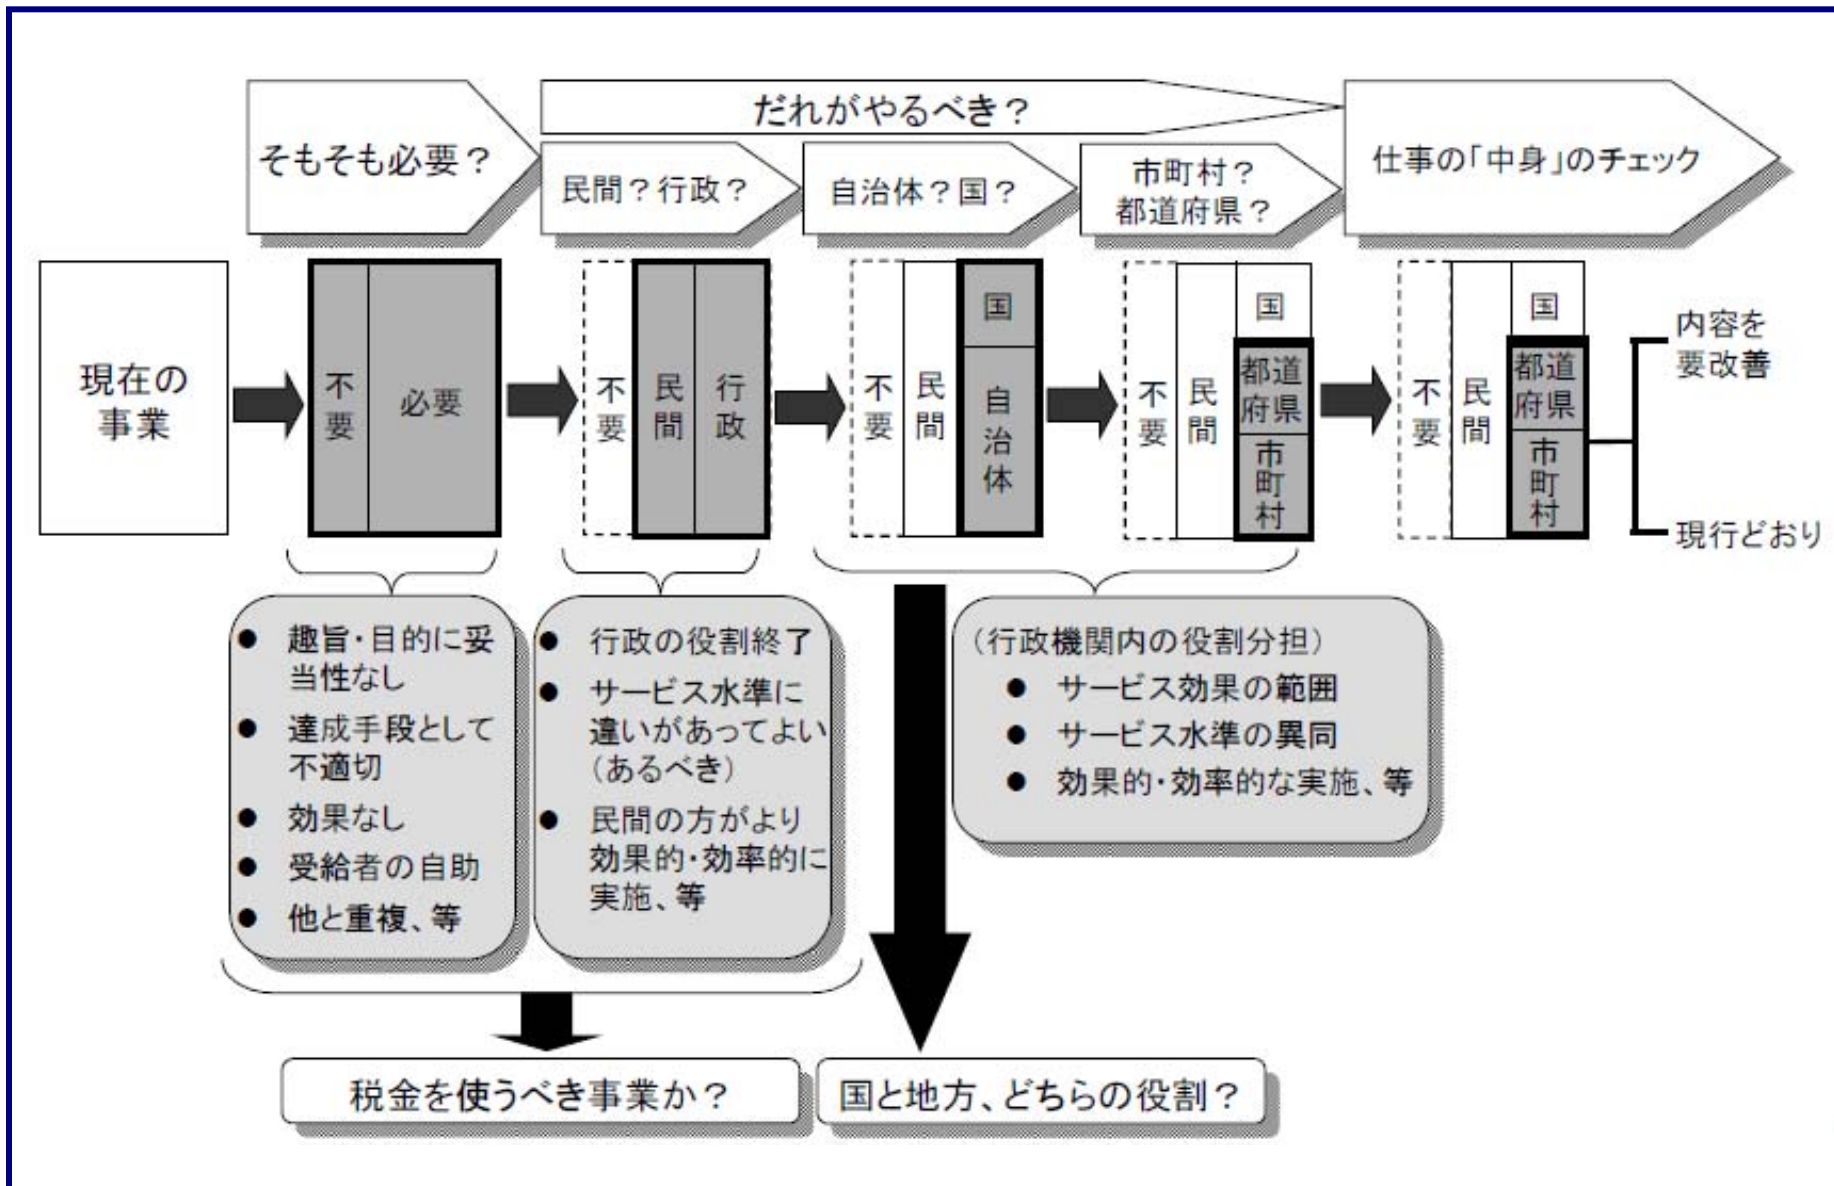 だれがやるべき？
そもそも必要？
民間？行政？
自治体？国？
市町村？
都道府県？
仕事の「中身」のチェック
現在の
事業
不要
必要
不要
民間
行政
不要
民間
国
自治体
不要
民間
国
都道
府県
市町村
不要
民間
国
都道
府県
市町村
内容を
要改善
現行どおり
● 趣旨・目的に妥
当性なし
● 達成手段として
不適切
● 効果なし
● 受給者の自助
● 他と重複、等
● 行政の役割終了
● サービス水準に
違いがあってよい
（あるべき）
● 民間の方がより
効果的・効率的に
実施、等
（行政機関内の役割分担）
● サービス効果の範囲
● サービス水準の異同
● 効果的・効率的な実施、等
税金を使うべき事業か？
国と地方、どちらの役割？